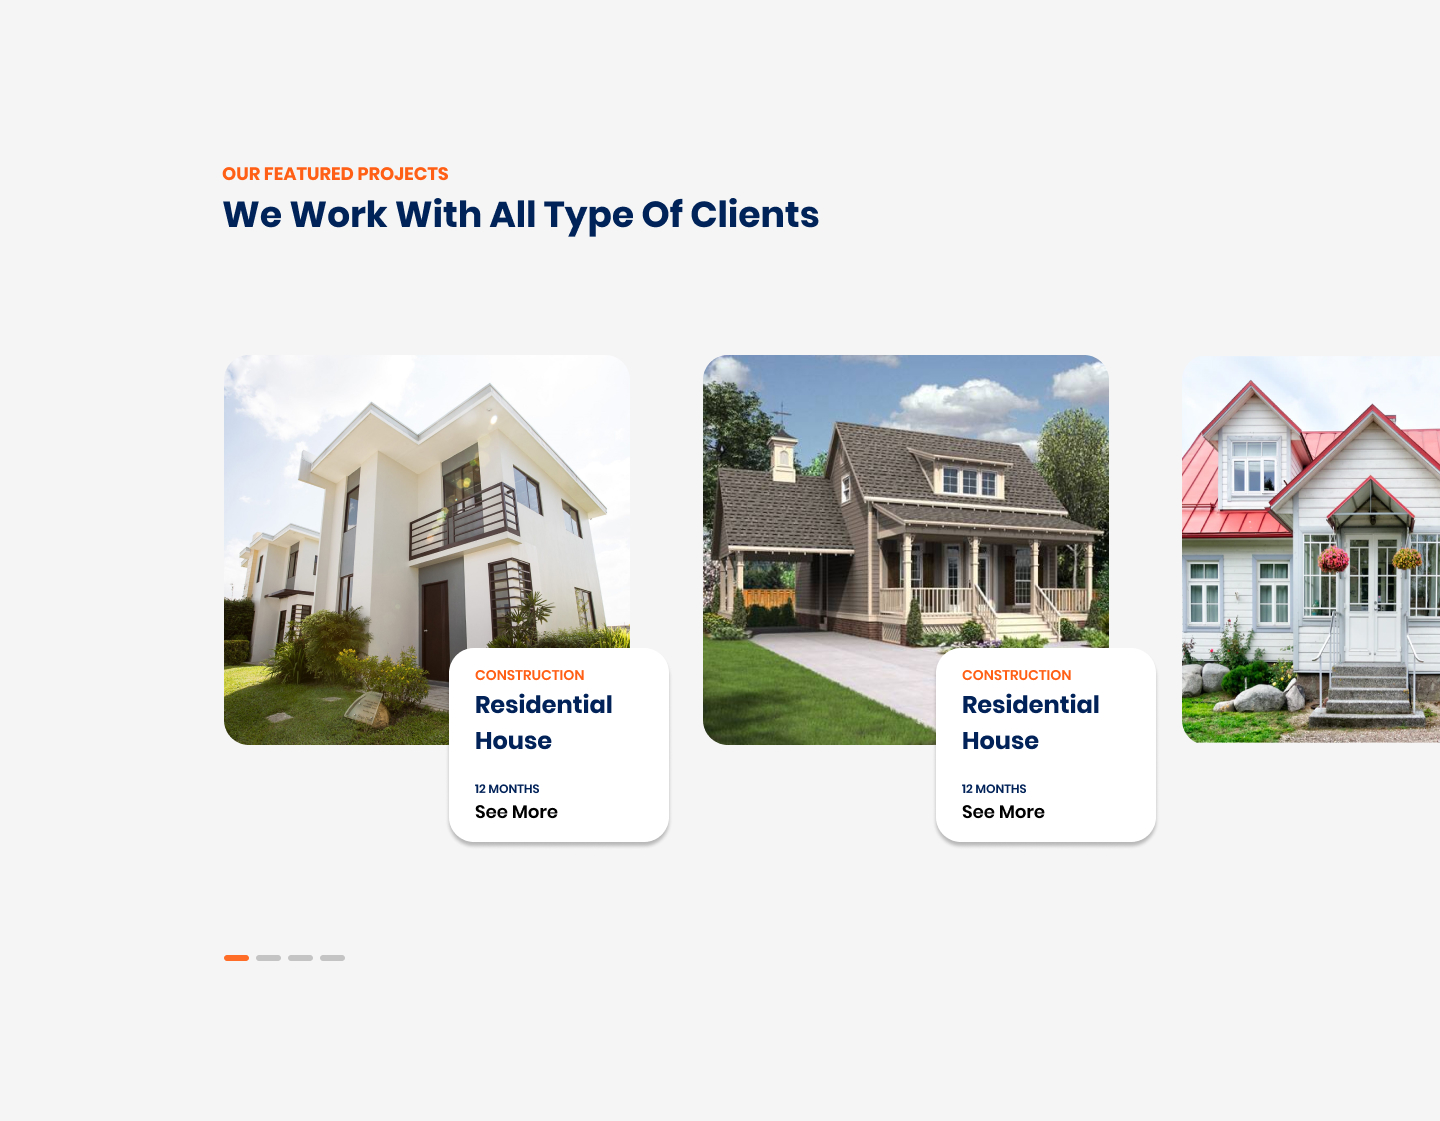 OUR FEATURED PROJECTS
We Work With All Type Of Clients
CONSTRUCTION
Residential
House
12 MONTHS
See More
CONSTRUCTION
Residential
House
12 MONTHS
See More